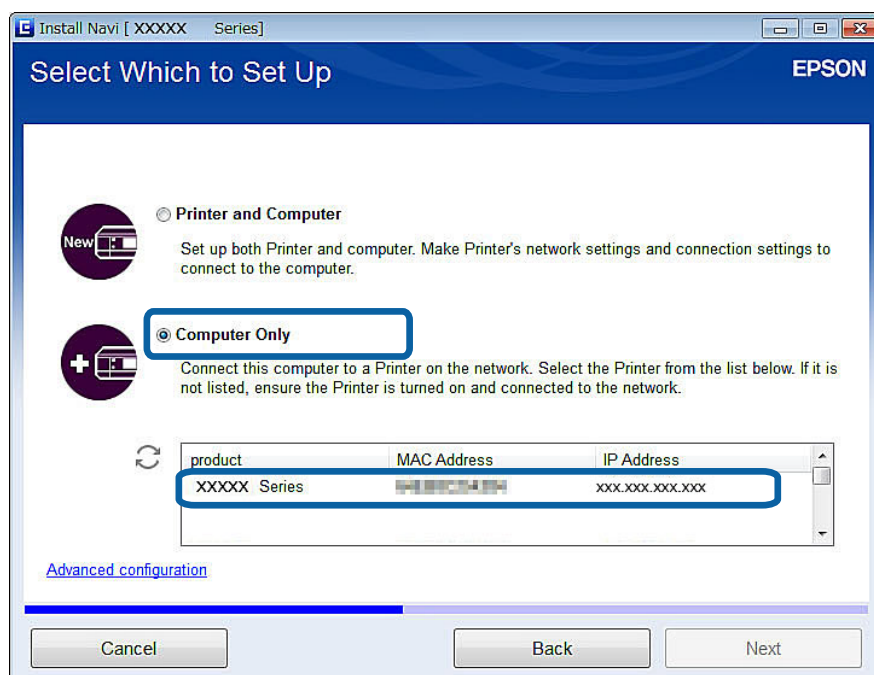 Install Navi [ XXXXX Series]
Select Which to Set Up
EPSON
New
Printer and Computer
Set up both Printer and computer. Make Printer's network settings and connection settings to
connect to the computer.
Computer Only
Connect this computer to a Printer on the network. Select the Printer from the list below. If it is
not listed, ensure the Printer is turned on and connected to the network.
product MAC Address IP Address
XXXXX Series xxx.xxx.xxx.xxx
Advanced configuration
Cancel Back Next